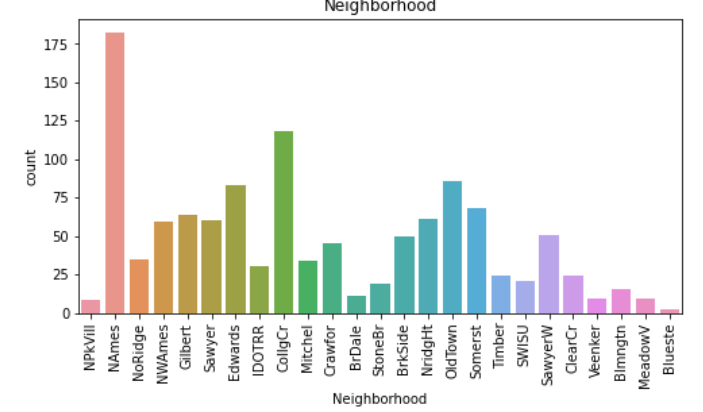 Neighborhood
175
150
125
100
75
50
25
0
count
NPkVill
NAmes
NoRidge
NWAmes
Gilbert
Sawyer
Edwards
IDOTRR
CollgCr
Mitchel
Crawfor
BrDale
StoneBr
BrkSide
NridgHt
OldTown
Somerst
Timber
SWISU
SawyerW
ClearCr
Veenker
Blmngtn
MeadowV
Blueste
Neighborhood